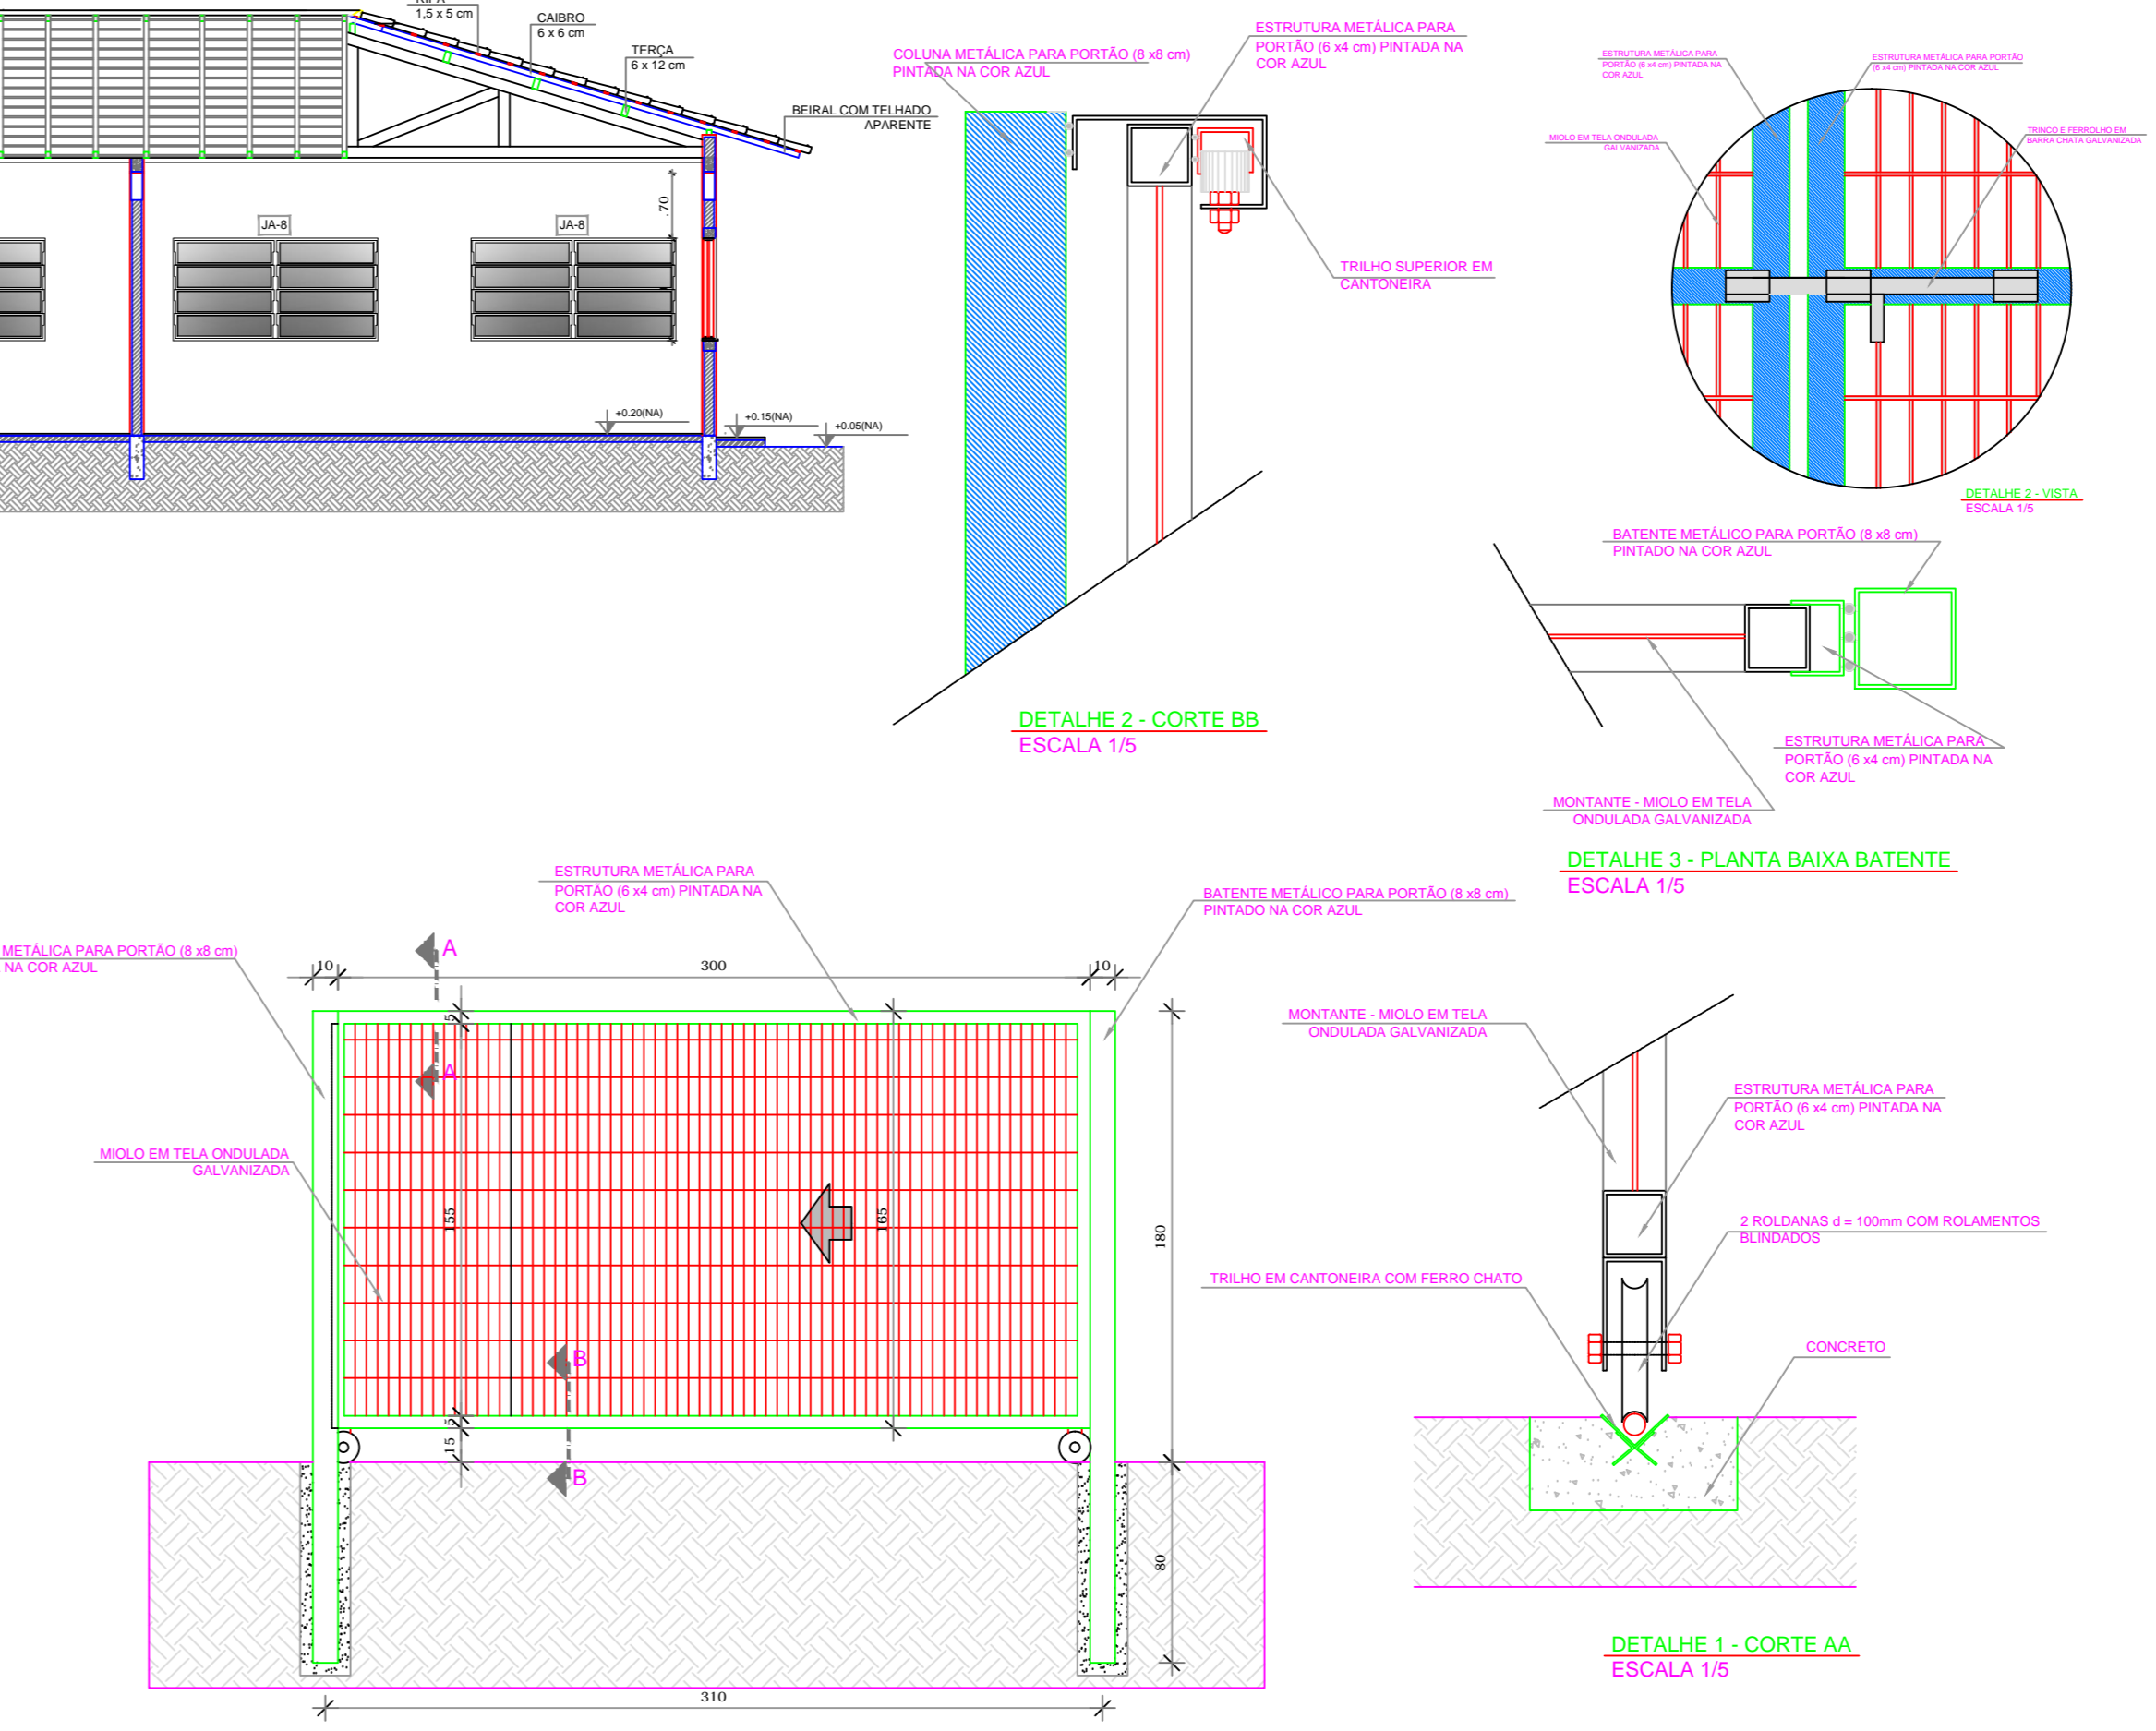 1,5 x 5 cm
CAIBRO
6 x 6 cm
TERÇA
6 x 12 cm
BEIRAL COM TELHADO
APARENTE
.70
JA-8
JA-8
+0.20(NA)
+0.15(NA)
+0.05(NA)
COLUNA METÁLICA PARA PORTÃO (8 x8 cm)
PINTADA NA COR AZUL
ESTRUTURA METÁLICA PARA
PORTÃO (6 x4 cm) PINTADA NA
COR AZUL
TRILHO SUPERIOR EM
CANTONEIRA
DETALHE 2 - CORTE BB
ESCALA 1/5
ESTRUTURA METÁLICA PARA
PORTÃO (6 x4 cm) PINTADA NA
COR AZUL
ESTRUTURA METÁLICA PARA PORTÃO
(6 x4 cm) PINTADA NA COR AZUL
MIOLO EM TELA ONDULADA
GALVANIZADA
TRINCO E FERROLHO EM
BARRA CHATA GALVANIZADA
DETALHE 2 - VISTA
ESCALA 1/5
BATENTE METÁLICO PARA PORTÃO (8 x8 cm)
PINTADO NA COR AZUL
ESTRUTURA METÁLICA PARA
PORTÃO (6 x4 cm) PINTADA NA
COR AZUL
MONTANTE - MIOLO EM TELA
ONDULADA GALVANIZADA
DETALHE 3 - PLANTA BAIXA BATENTE
ESCALA 1/5
ESTRUTURA METÁLICA PARA
PORTÃO (6 x4 cm) PINTADA NA
COR AZUL
BATENTE METÁLICO PARA PORTÃO (8 x8 cm)
PINTADO NA COR AZUL
METÁLICA PARA PORTÃO (8 x8 cm)
NA COR AZUL
A
10
300
10
5
A
MIOLO EM TELA ONDULADA
GALVANIZADA
155
165
180
B
5
15
B
80
310
MONTANTE - MIOLO EM TELA
ONDULADA GALVANIZADA
ESTRUTURA METÁLICA PARA
PORTÃO (6 x4 cm) PINTADA NA
COR AZUL
2 ROLDANAS d = 100mm COM ROLAMENTOS
BLINDADOS
TRILHO EM CANTONEIRA COM FERRO CHATO
CONCRETO
DETALHE 1 - CORTE AA
ESCALA 1/5